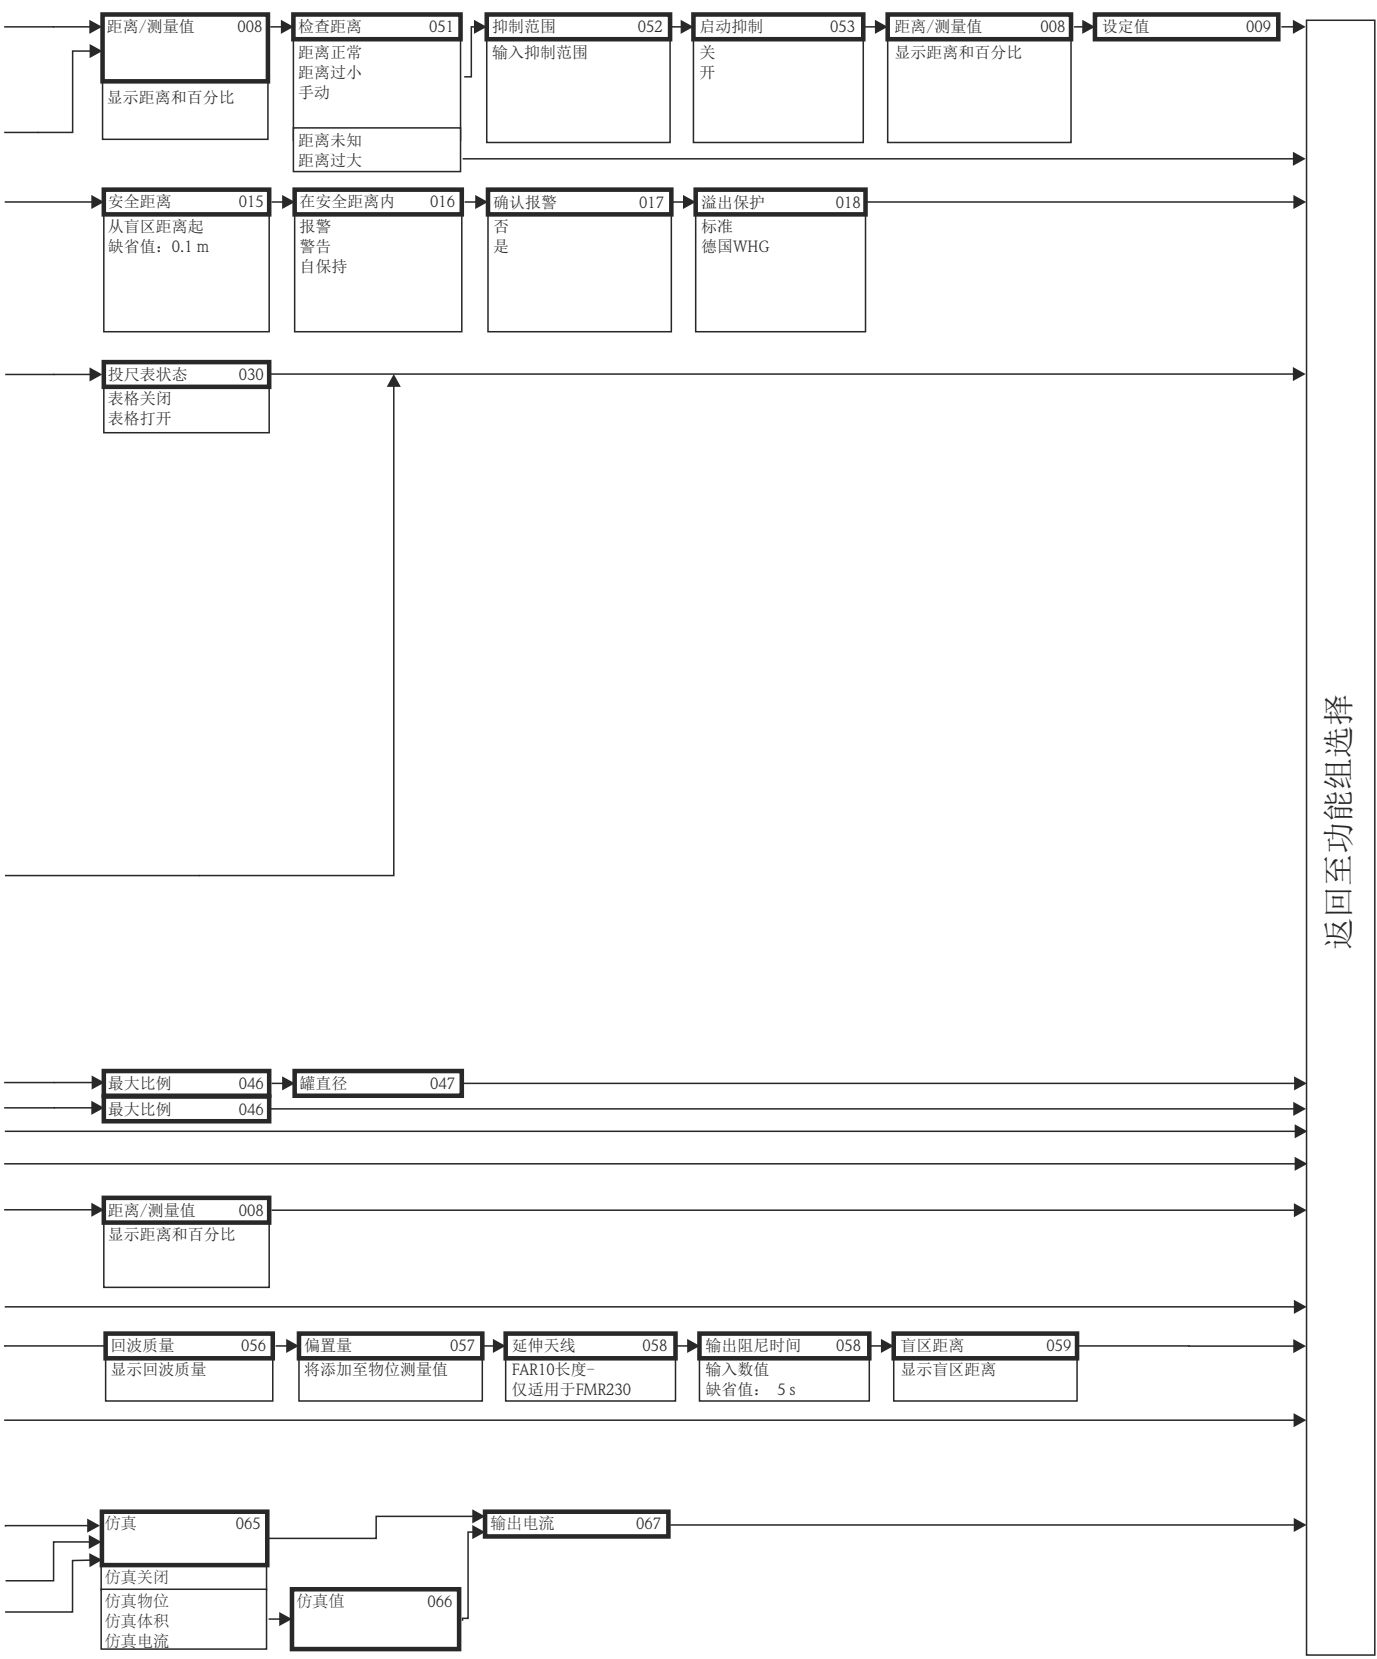 距离/测量值 008
显示距离和百分比
检查距离 051
距离正常
距离过小
手动
距离未知
距离过大
抑制范围 052
输入抑制范围
启动抑制 053
关
开
距离/测量值 008
显示距离和百分比
设定值 009
安全距离 015
从盲区距离起
缺省值：0.1 m
在安全距离内 016
报警
警告
自保持
确认报警 017
否
是
溢出保护 018
标准
德国WHG
投尺表状态 030
表格关闭
表格打开
返回至功能组选择
最大比例 046
罐直径 047
最大比例 046
距离/测量值 008
显示距离和百分比
回波质量 056
显示回波质量
偏置量 057
将添加至物位测量值
延伸天线 058
FAR10长度-
仅适用于FMR230
输出阻尼时间 058
输入数值
缺省值： 5 s
盲区距离 059
显示盲区距离
仿真 065
仿真关闭
仿真物位
仿真体积
仿真电流
仿真值 066
输出电流 067